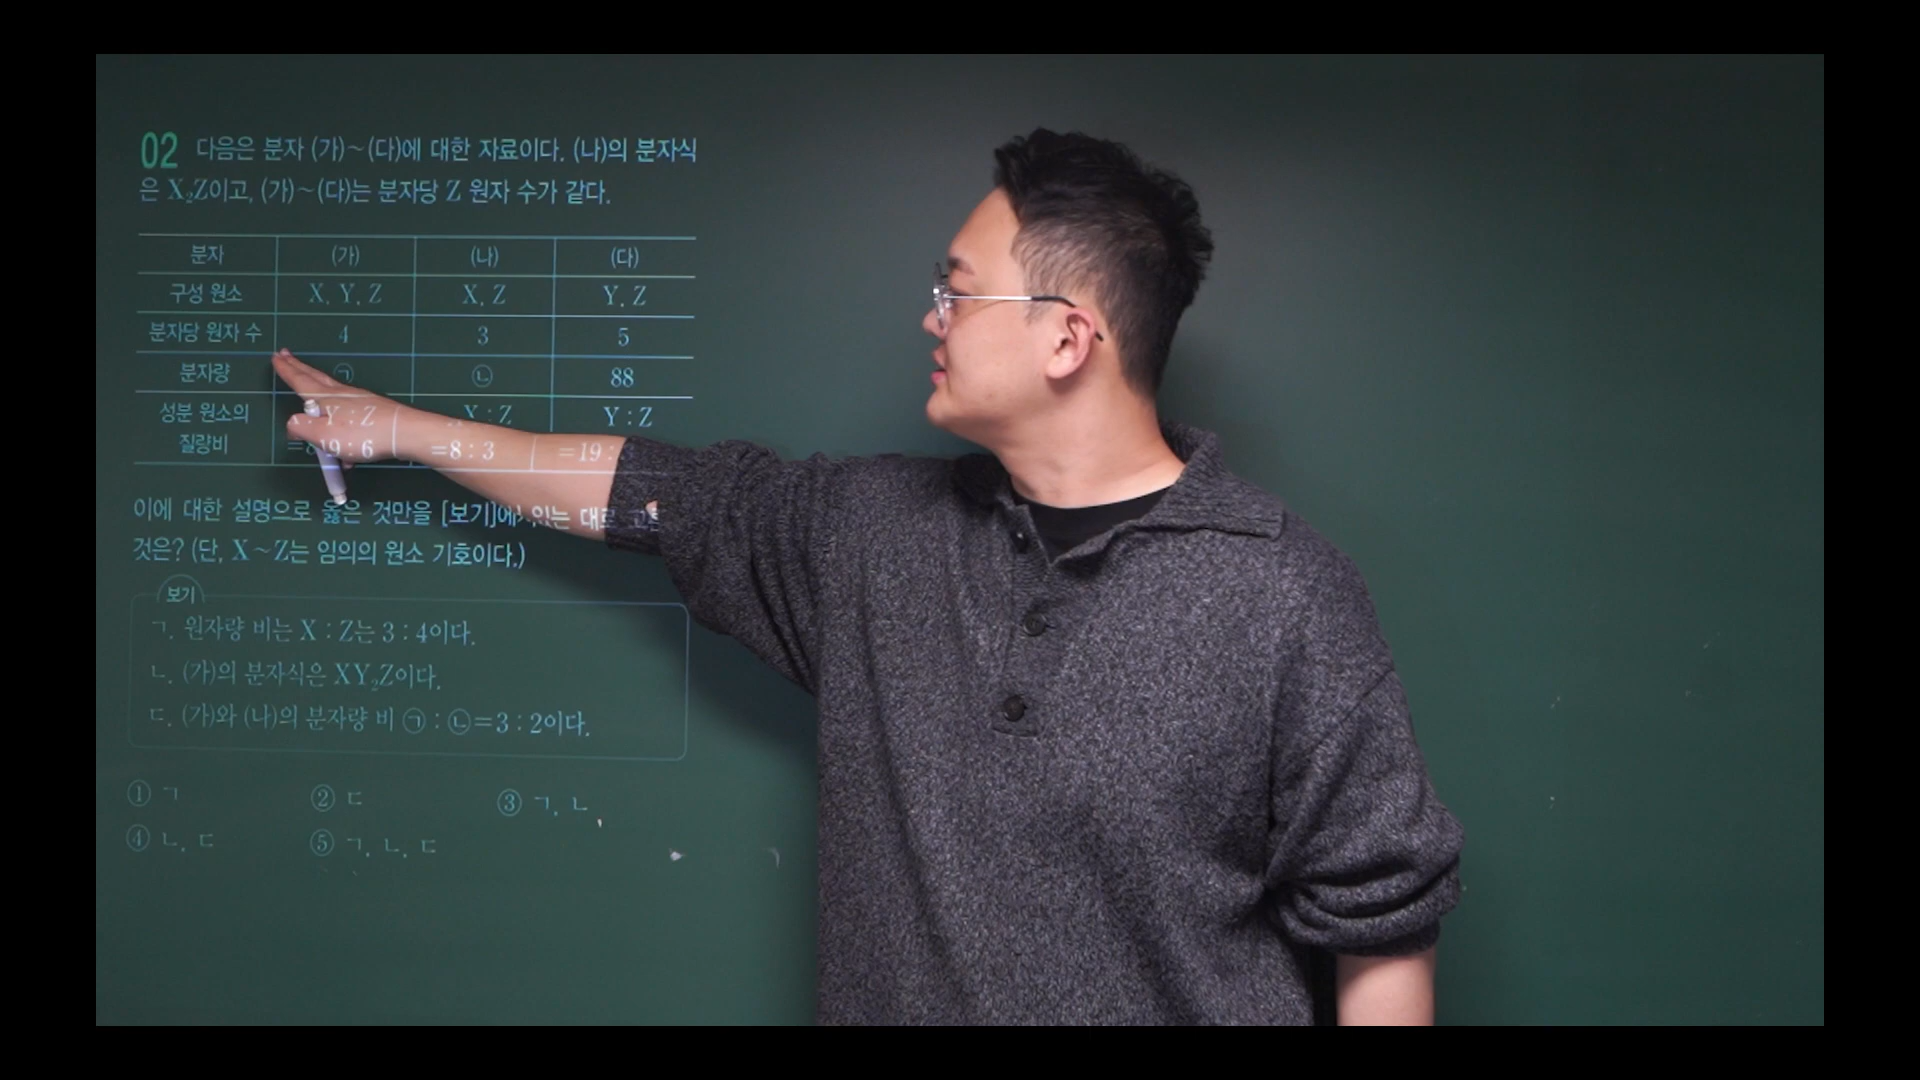 02 다음은 분자 (가)~(다)에 대한 자료이다. (나)의 분자식
은 X₂Z이고, (가)~(다)는 분자당 Z 원자 수가 같다.
분자 (가) (나) (다)
구성 원소 X, Y, Z X, Z Y, Z
분자당 원자 수 4 3 5
분자량 ㉠ ㉡ 88
성분 원소의 Y : Z X : Z Y : Z
질량비 19 : 6 =8 : 3 =19 :
이에 대한 설명으로 옳은 것만을 [보기]에 있는 대로
것은? (단, X~Z는 임의의 원소 기호이다.)
보기
ㄱ. 원자량 비는 X : Z는 3 : 4이다.
ㄴ. (가)의 분자식은 XY₂Z이다.
ㄷ. (가)와 (나)의 분자량 비 ㉠ : ㉡=3 : 2이다.
① ㄱ ② ㄷ ③ ㄱ, ㄴ
④ ㄴ, ㄷ ⑤ ㄱ, ㄴ, ㄷ